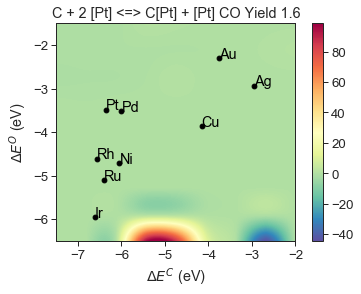 C + 2 [Pt] <=> C[Pt] + [Pt] CO Yield 1.6
−2
−3
−4
−5
−6
ΔE^O (eV)
Au
Ag
Pt
Pd
Cu
Rh
Ni
Ru
Ir
−7
−6
−5
−4
−3
−2
ΔE^C (eV)
80
60
40
20
0
−20
−40